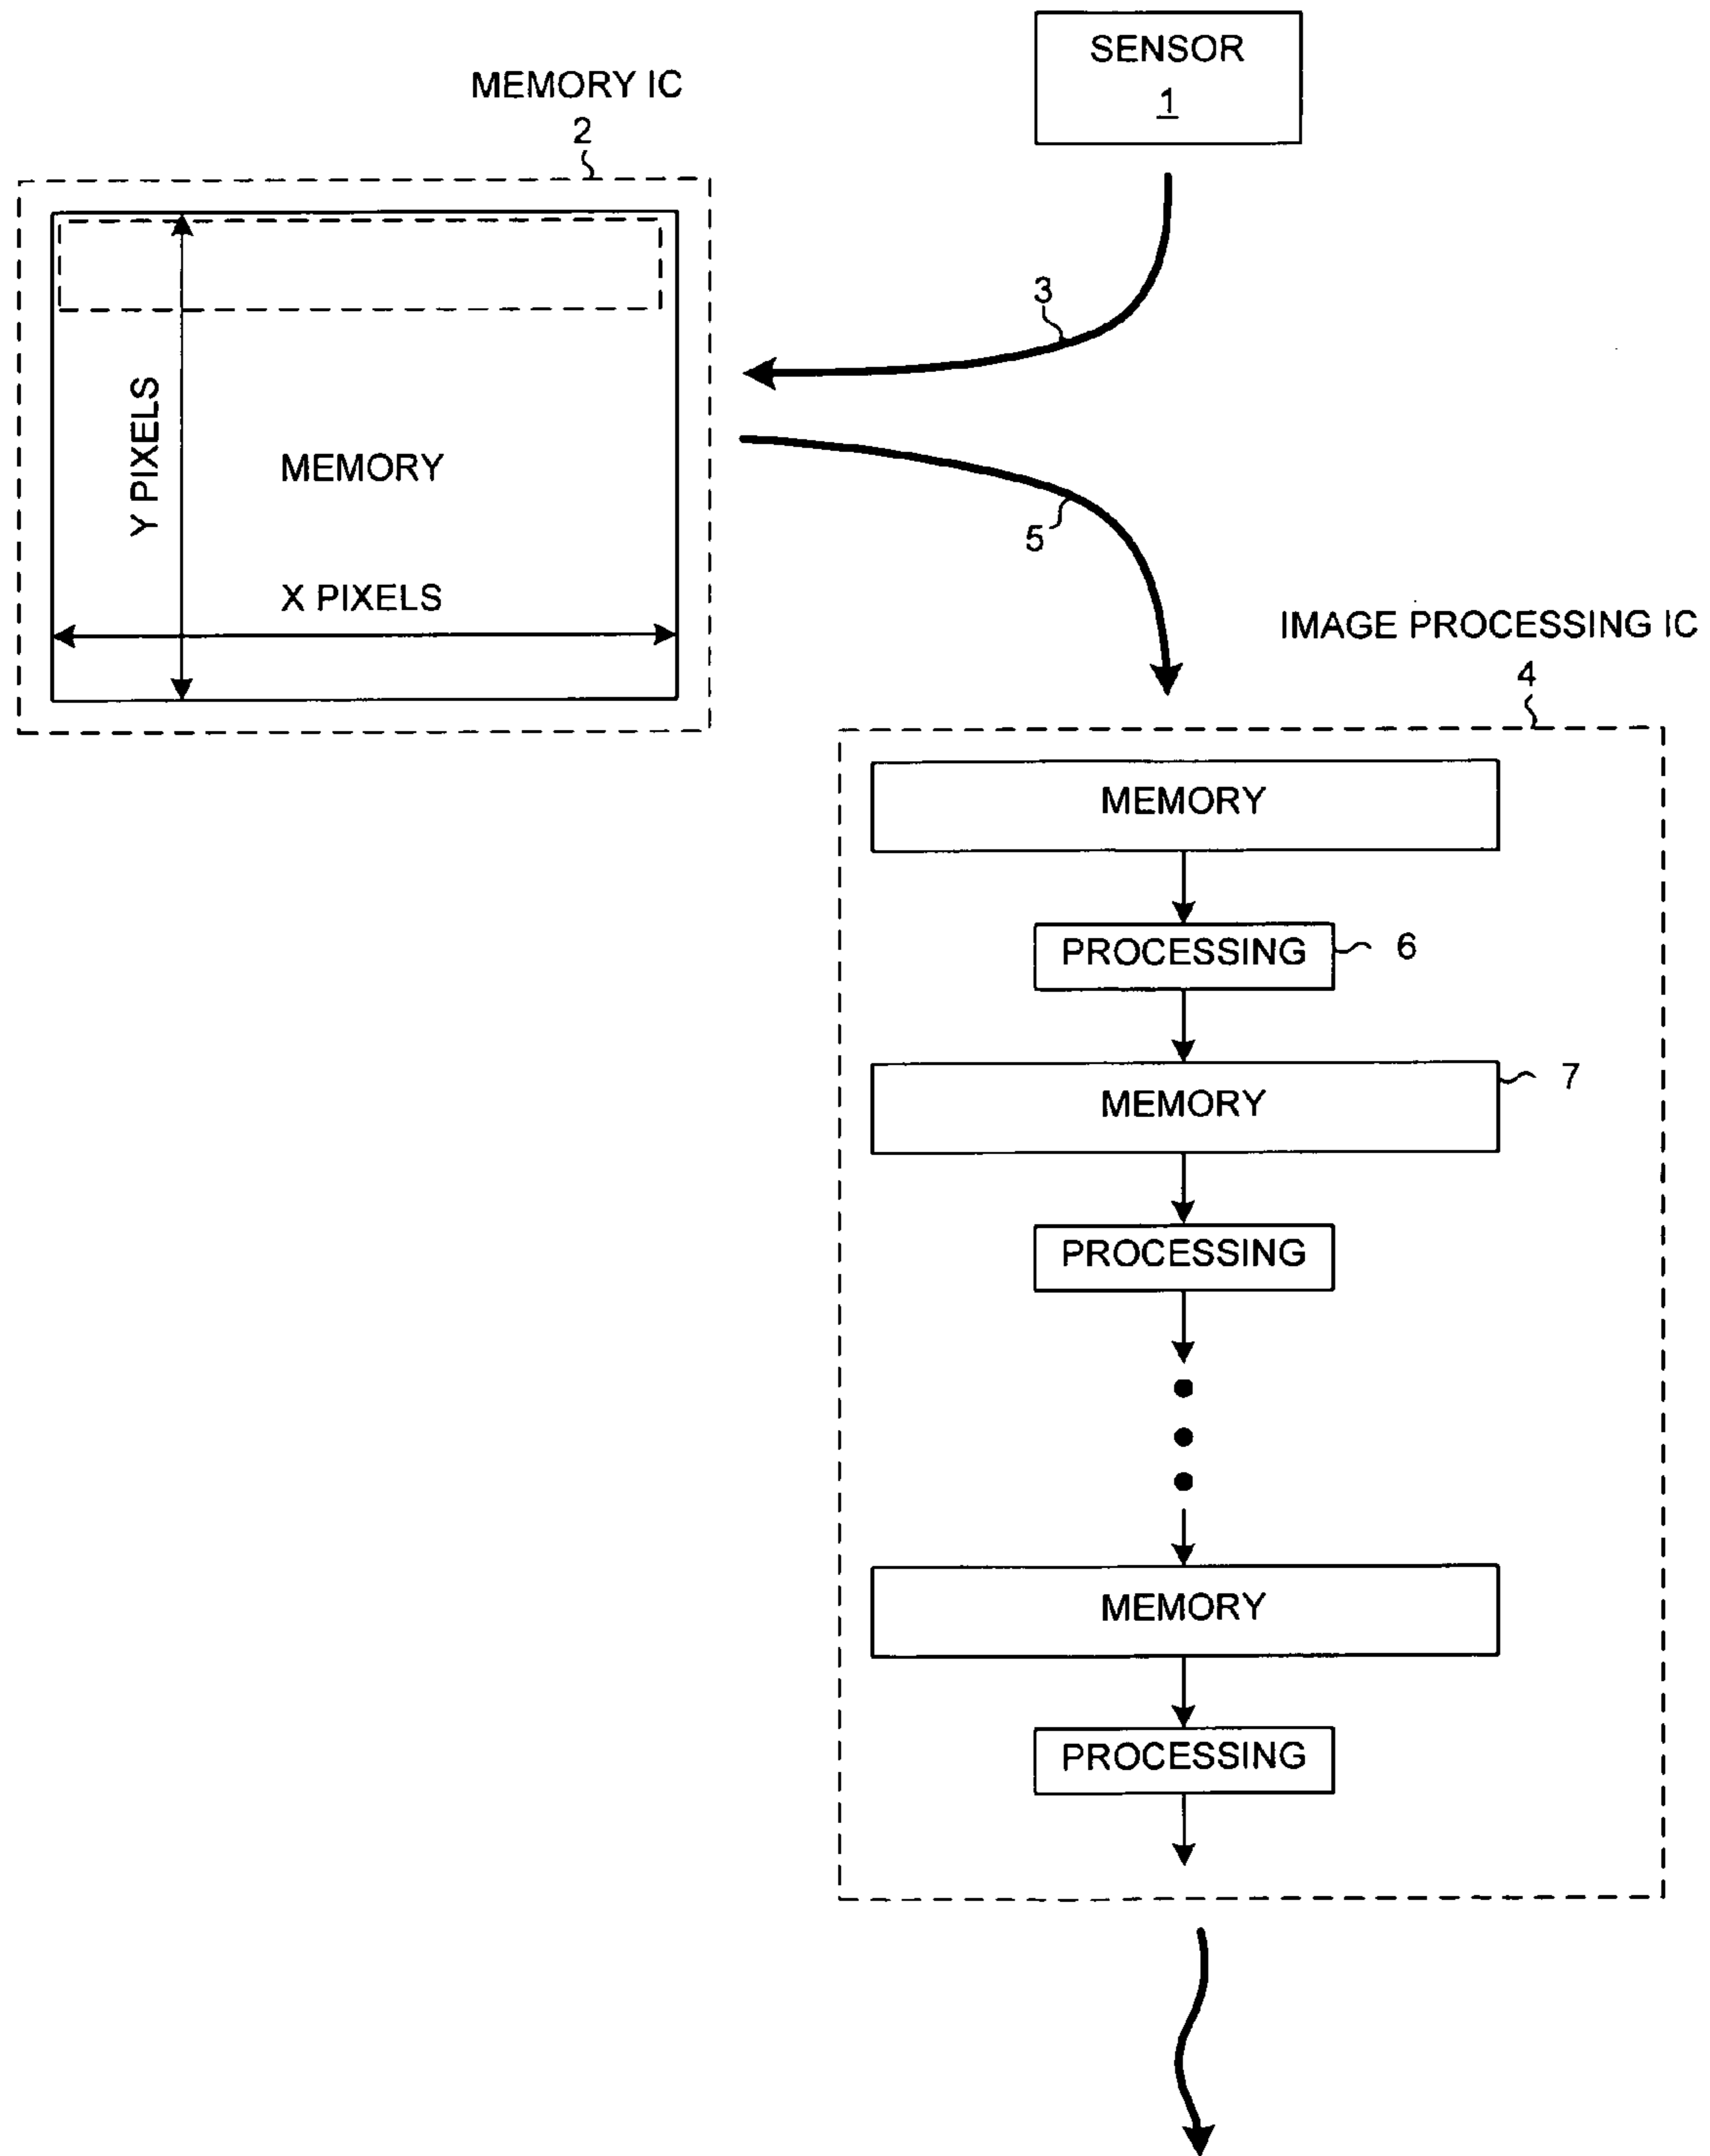 SENSOR
1
MEMORY IC
2
3
Y PIXELS
MEMORY
5
X PIXELS
IMAGE PROCESSING IC
4
MEMORY
PROCESSING
6
MEMORY
7
PROCESSING
MEMORY
PROCESSING